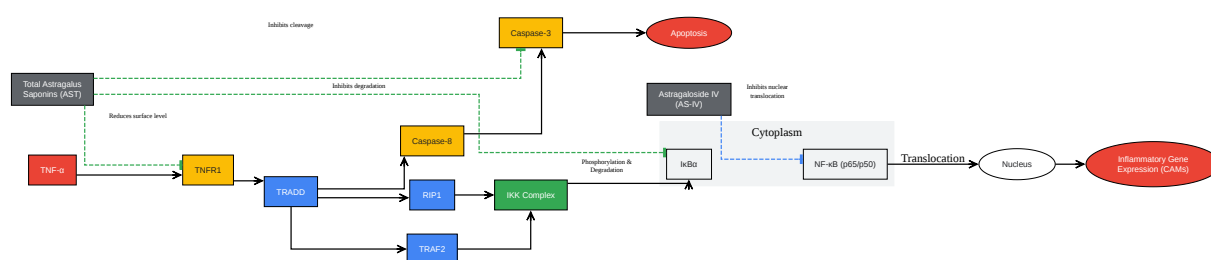 Inhibits cleavage
Caspase-3
Apoptosis
Total Astragalus
Saponins (AST)
Inhibits degradation
Astragaloside IV
(AS-IV)
Inhibits nuclear
translocation
Reduces surface level
Cytoplasm
Caspase-8
TNF-α
TNFR1
Phosphorylation &
Degradation
IκBα
NF-κB (p65/p50)
Translocation
Nucleus
Inflammatory Gene
Expression (CAMs)
TRADD
RIP1
IKK Complex
TRAF2